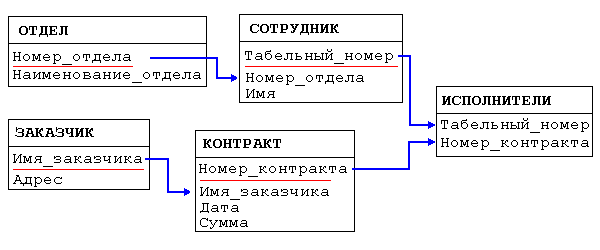 ОТДЕЛ
Номер_отдела
Наименование_отдела
СОТРУДНИК
Табельный_номер
Номер_отдела
Имя
ИСПОЛНИТЕЛИ
Табельный_номер
Номер_контракта
ЗАКАЗЧИК
Имя_заказчика
Адрес
КОНТРАКТ
Номер_контракта
Имя_заказчика
Дата
Сумма